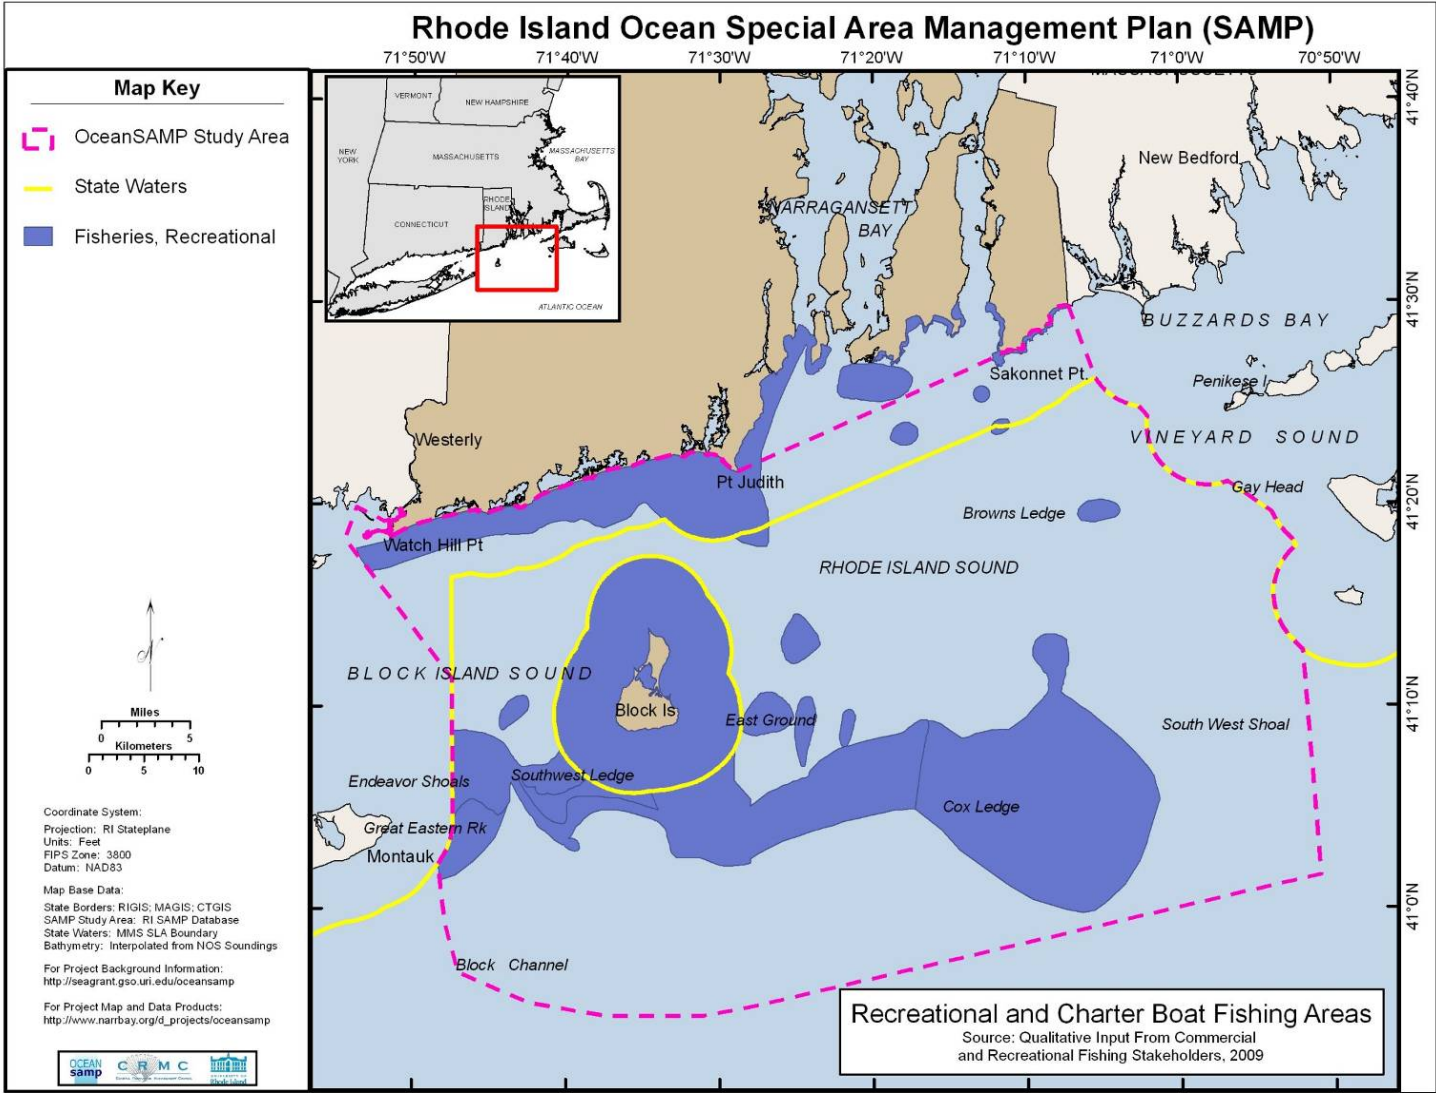 Rhode Island Ocean Special Area Management Plan (SAMP)
71°50'W 71°40'W 71°30'W 71°20'W 71°10'W 71°0'W 70°50'W
Map Key
OceanSAMP Study Area
State Waters
Fisheries, Recreational
N
Miles
0 5
Kilometers
0 5 10
Coordinate System:
Projection: RI Stateplane
Units: Feet
FIPS Zone: 3800
Datum: NAD83
Map Base Data:
State Borders: RIGIS; MAGIS; CTGIS
SAMP Study Area: RI SAMP Database
State Waters: MMS SLA Boundary
Bathymetry: Interpolated from NOS Soundings
For Project Background Information:
http://seagrant.gso.uri.edu/oceansamp
For Project Map and Data Products:
http://www.narrbay.org/d_projects/oceansamp
OCEAN
samp
CRMC
Rhode Island
VERMONT
NEW HAMPSHIRE
NEW
YORK
MASSACHUSETTS
MASSACHUSETTS
BAY
CONNECTICUT
RHODE
ISLAND
ATLANTIC OCEAN
MASSACHUSETTS
New Bedford
NARRAGANSETT
BAY
BUZZARDS BAY
Penikese I
Sakonnet Pt.
VINEYARD SOUND
Westerly
Pt Judith
Gay Head
Browns Ledge
Watch Hill Pt
RHODE ISLAND SOUND
BLOCK ISLAND SOUND
Block Is
East Ground
South West Shoal
Endeavor Shoals
Southwest Ledge
Cox Ledge
Great Eastern Rk
Montauk
Block Channel
41°40'N
41°30'N
41°20'N
41°10'N
41°0'N
Recreational and Charter Boat Fishing Areas
Source: Qualitative Input From Commercial
and Recreational Fishing Stakeholders, 2009